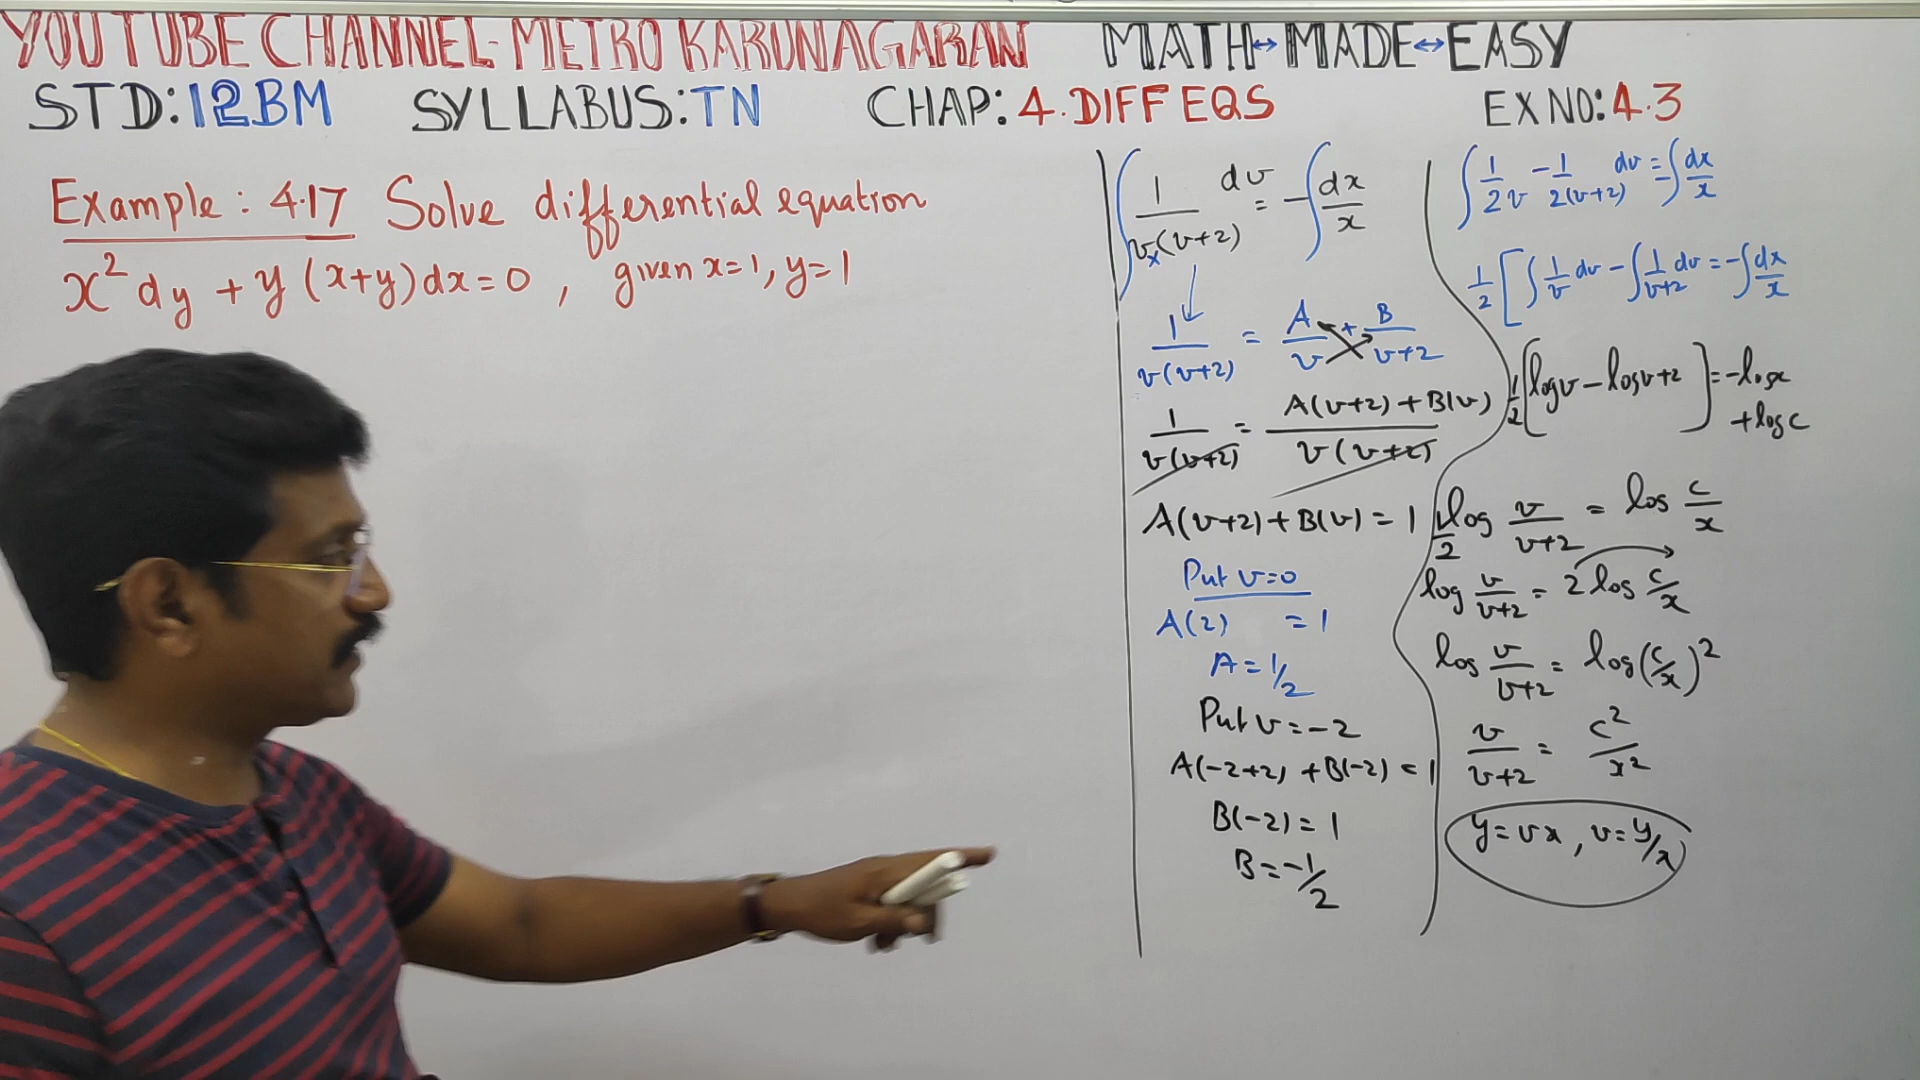 YOUTUBE CHANNEL-METRO KARUNAGARAN MATH↔MADE↔EASY
STD:12BM SYLLABUS:TN CHAP:4.DIFF EQS EX NO:4.3
Example: 4.17 Solve differential equation
x² dy + y (x+y) dx = 0, given x=1, y=1
∫ 1/v(v+2) dv = -∫ dx/x
1/v(v+2) = A/v + B/v+2
1/v(v+2) = A(v+2)+B(v)/v(v+2)
A(v+2)+B(v)=1
Put v=0
A(2) =1
A=1/2
Put v=-2
A(-2+2)+B(-2)=1
B(-2)=1
B=-1/2
∫ 1/2v - 1/2(v+2) dv = -∫ dx/x
1/2 [∫ 1/v dv - ∫ 1/v+2 dv = -∫ dx/x
1/2 [logv - logv+2] = -logx
+logc
1/2 log v/v+2 = log c/x
log v/v+2 = 2 log c/x
log v/v+2 = log(c/x)²
v/v+2 = c²/x²
y=vx, v=y/x